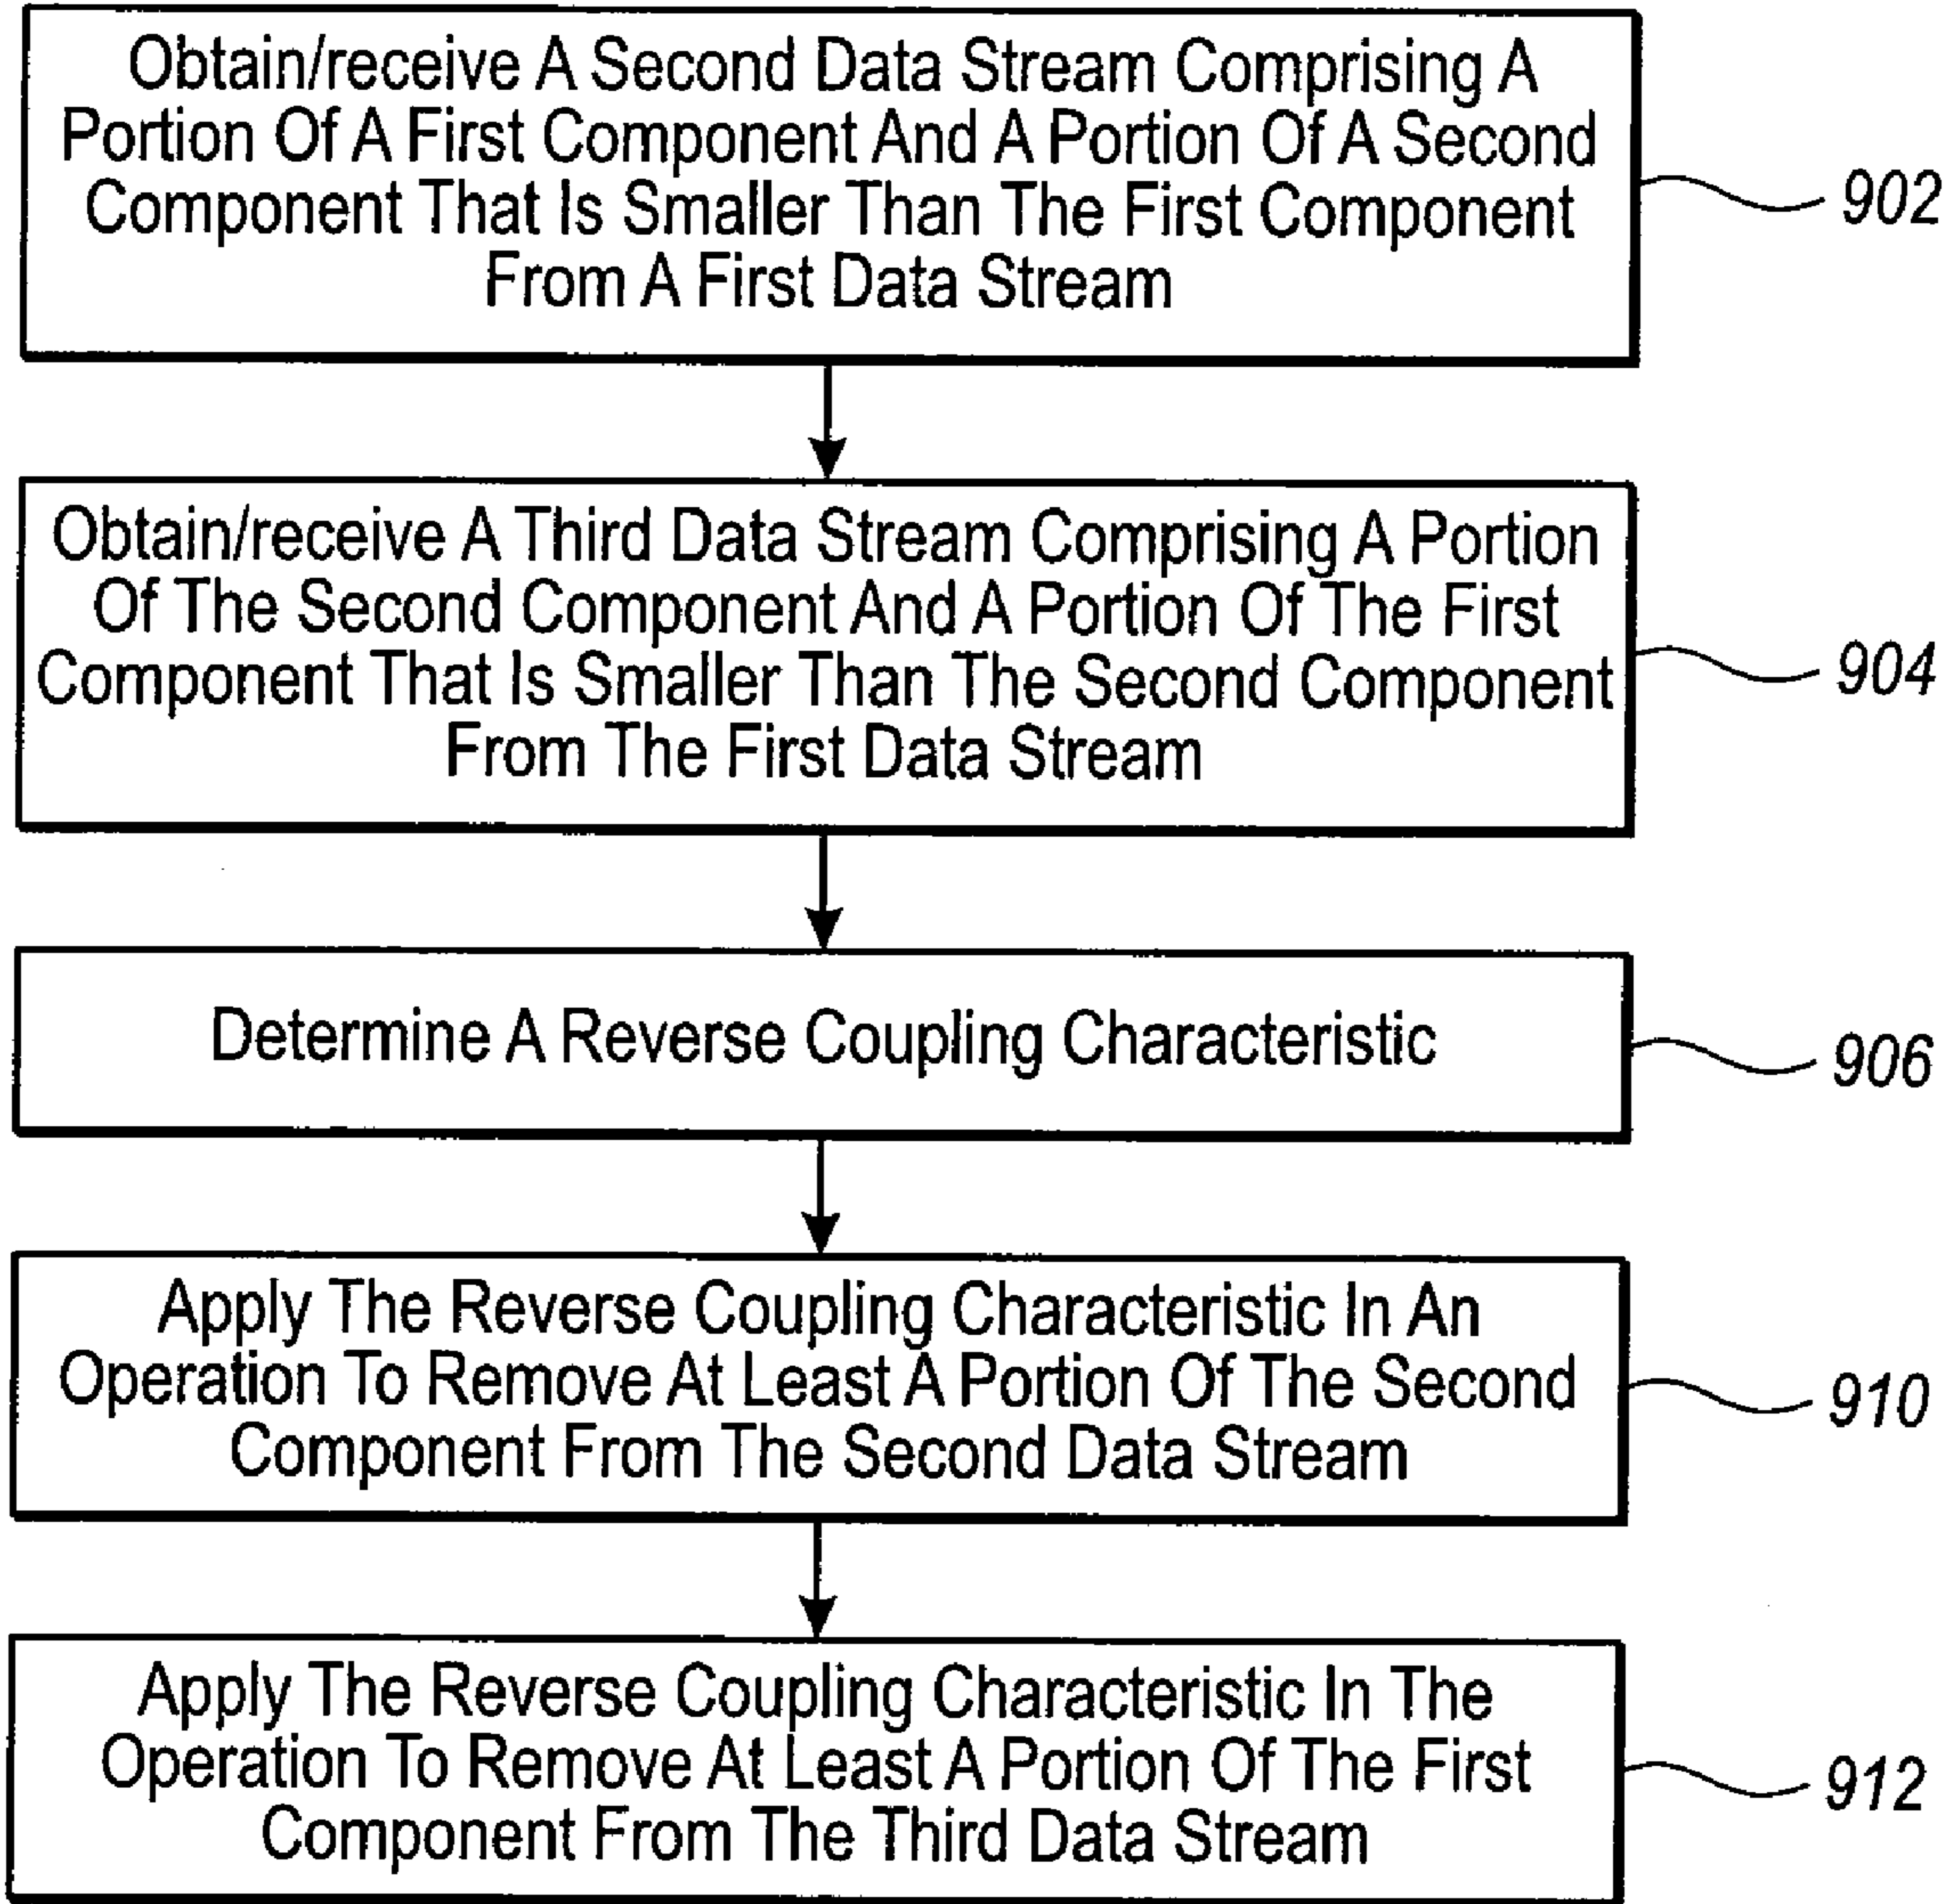 Obtain/receive A Second Data Stream Comprising A
Portion Of A First Component And A Portion Of A Second
Component That Is Smaller Than The First Component
From A First Data Stream
902
Obtain/receive A Third Data Stream Comprising A Portion
Of The Second Component And A Portion Of The First
Component That Is Smaller Than The Second Component
From The First Data Stream
904
Determine A Reverse Coupling Characteristic
906
Apply The Reverse Coupling Characteristic In An
Operation To Remove At Least A Portion Of The Second
Component From The Second Data Stream
910
Apply The Reverse Coupling Characteristic In The
Operation To Remove At Least A Portion Of The First
Component From The Third Data Stream
912